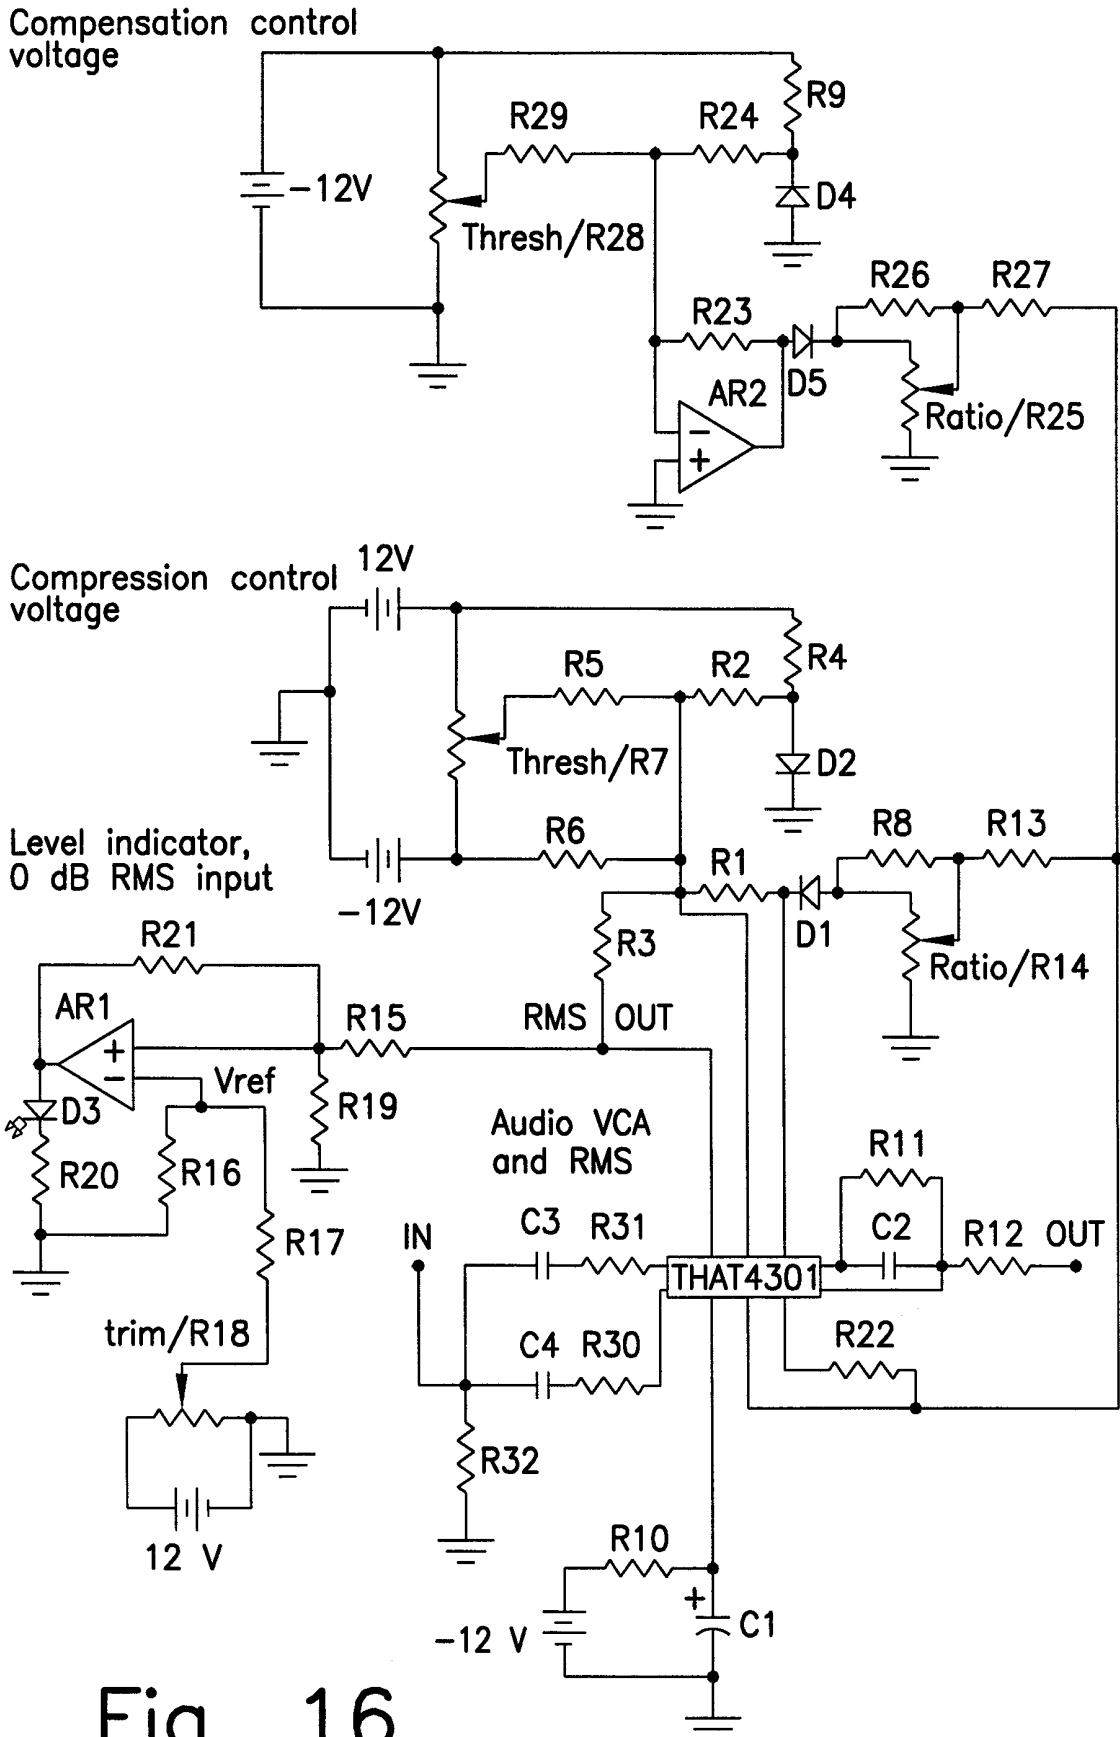 Compensation control
voltage
R9
R29
R24
-12V
D4
Thresh/R28
R26
R27
R23
D5
AR2
Ratio/R25
-
+
12V
Compression control
voltage
R4
R5
R2
Thresh/R7
D2
Level indicator,
0 dB RMS input
R6
R8
R13
R1
-12V
D1
R21
R3
Ratio/R14
AR1
R15
RMS OUT
+
-
Vref
D3
R19
Audio VCA
and RMS
R20
R16
R11
IN
C3
R31
C2
R12
OUT
R17
THAT4301
trim/R18
C4
R30
R22
R32
12 V
R10
+
-12 V
C1
Fig. 16